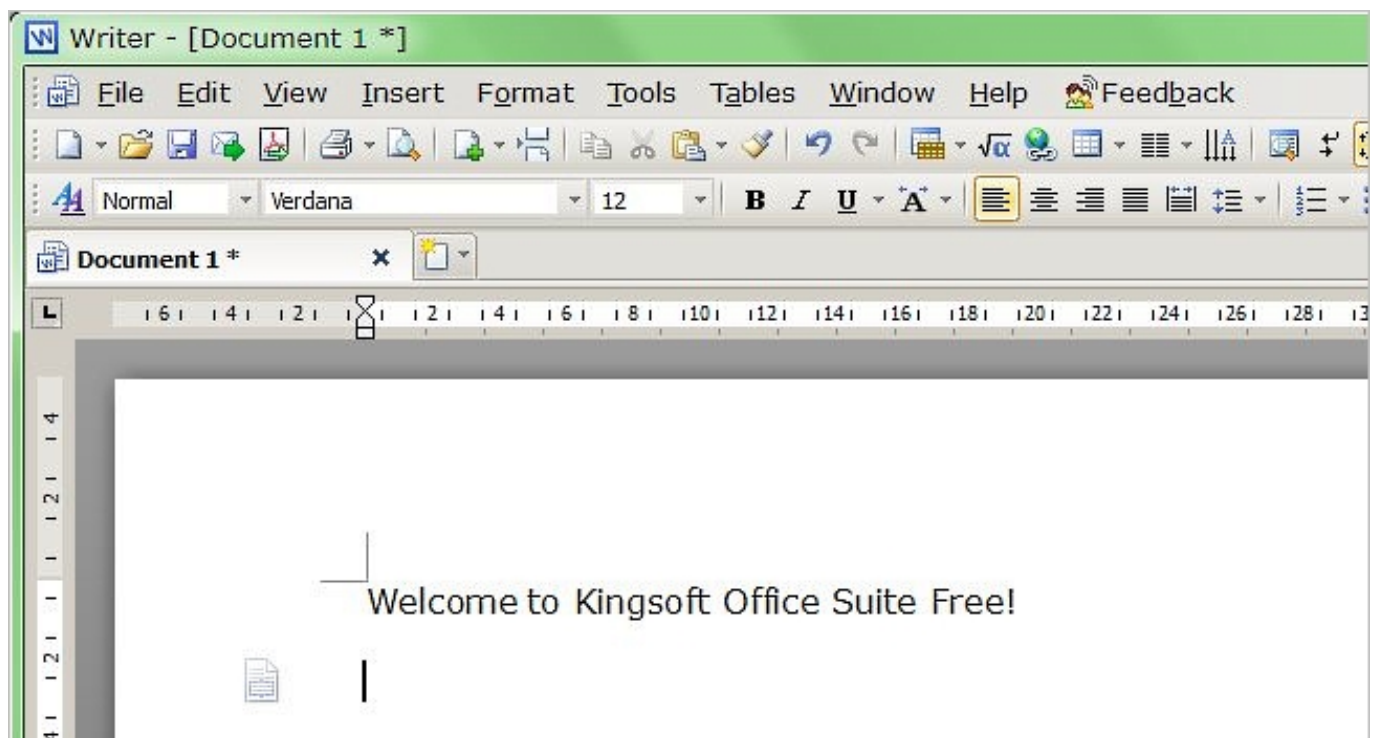 Writer - [Document 1 *]
File Edit View Insert Format Tools Tables Window Help Feedback
Normal Verdana 12 B I U A
Document 1 *
L 6 4 2 2 4 6 8 10 12 14 16 18 20 22 24 26 28
4
2
Welcome to Kingsoft Office Suite Free!
2
4